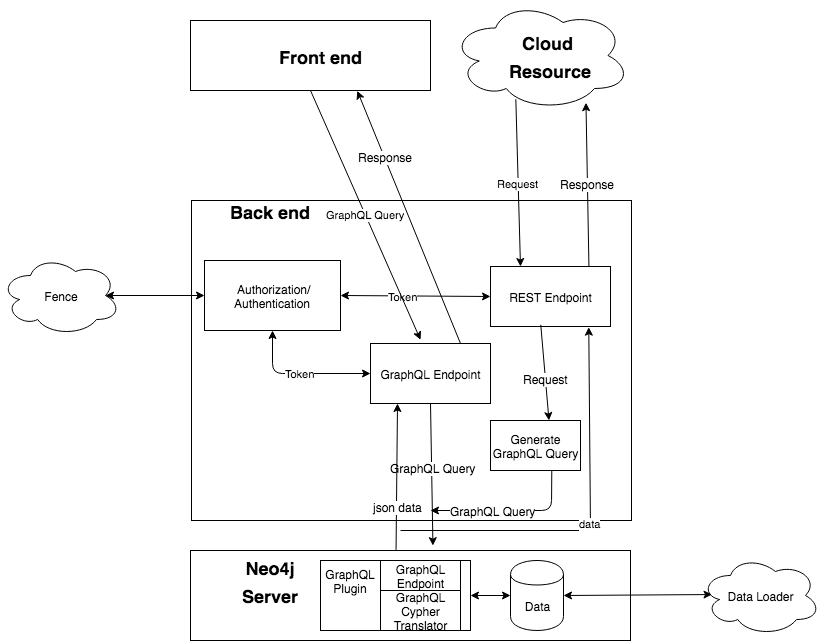 Front end
Cloud
Resource
Response
Request
Response
Back end
GraphQL Query
Fence
Authorization/
Authentication
Token
REST Endpoint
Token
GraphQL Endpoint
Request
Generate
GraphQL Query
GraphQL Query
json data
GraphQL Query
data
Neo4j
Server
GraphQL
Plugin
GraphQL
Endpoint
GraphQL
Cypher
Translator
Data
Data Loader